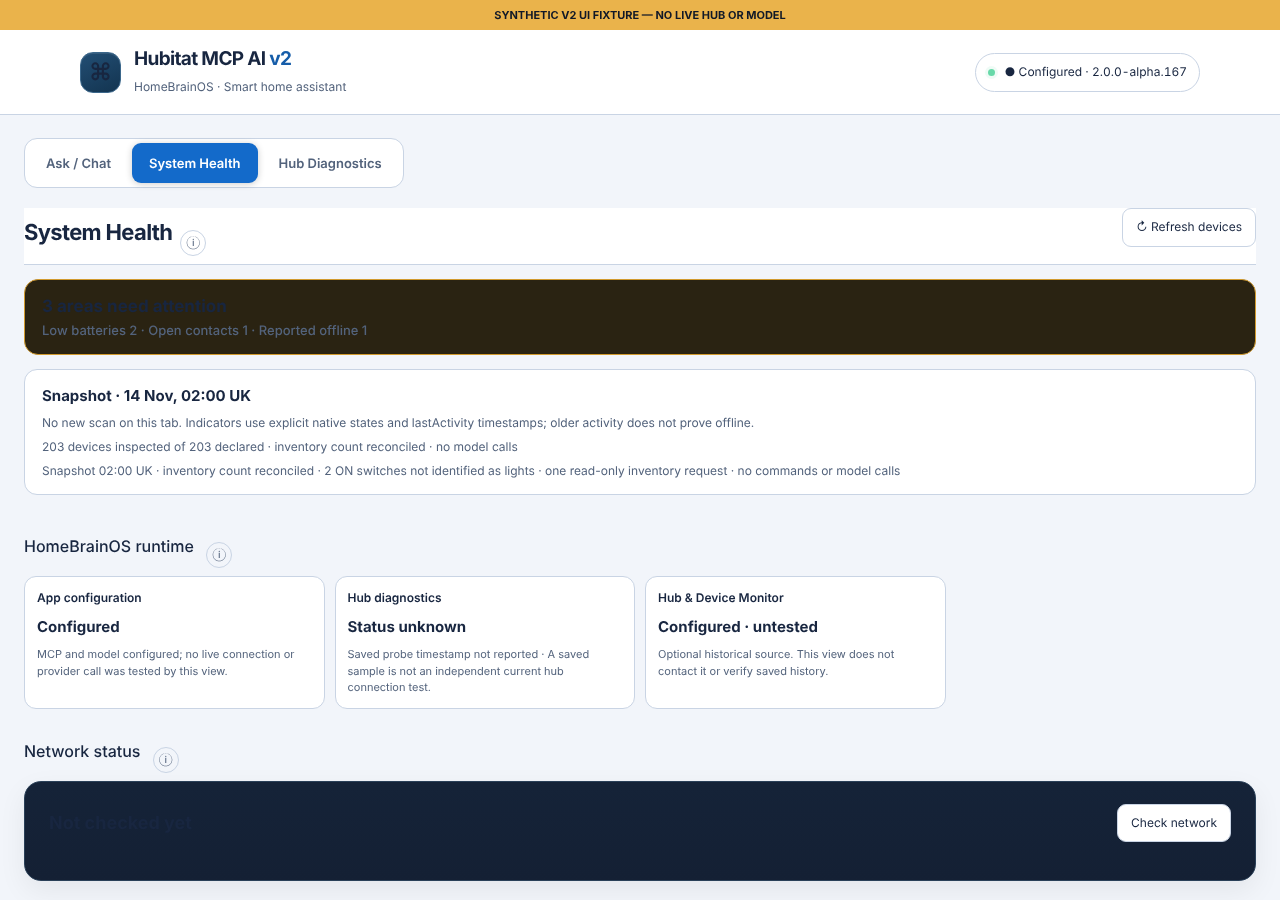 SYNTHETIC V2 UI FIXTURE — NO LIVE HUB OR MODEL
⌘
Hubitat MCP AI v2
HomeBrainOS · Smart home assistant
● Configured · 2.0.0-alpha.167
Ask / Chat
System Health
Hub Diagnostics
System Health ⓘ
↻ Refresh devices
3 areas need attention
Low batteries 2 · Open contacts 1 · Reported offline 1
Snapshot · 14 Nov, 02:00 UK
No new scan on this tab. Indicators use explicit native states and lastActivity timestamps; older activity does not prove offline.
203 devices inspected of 203 declared · inventory count reconciled · no model calls
Snapshot 02:00 UK · inventory count reconciled · 2 ON switches not identified as lights · one read-only inventory request · no commands or model calls
HomeBrainOS runtime ⓘ
App configuration
Configured
MCP and model configured; no live connection or
provider call was tested by this view.
Hub diagnostics
Status unknown
Saved probe timestamp not reported · A saved
sample is not an independent current hub
connection test.
Hub & Device Monitor
Configured · untested
Optional historical source. This view does not
contact it or verify saved history.
Network status ⓘ
Not checked yet
Check network